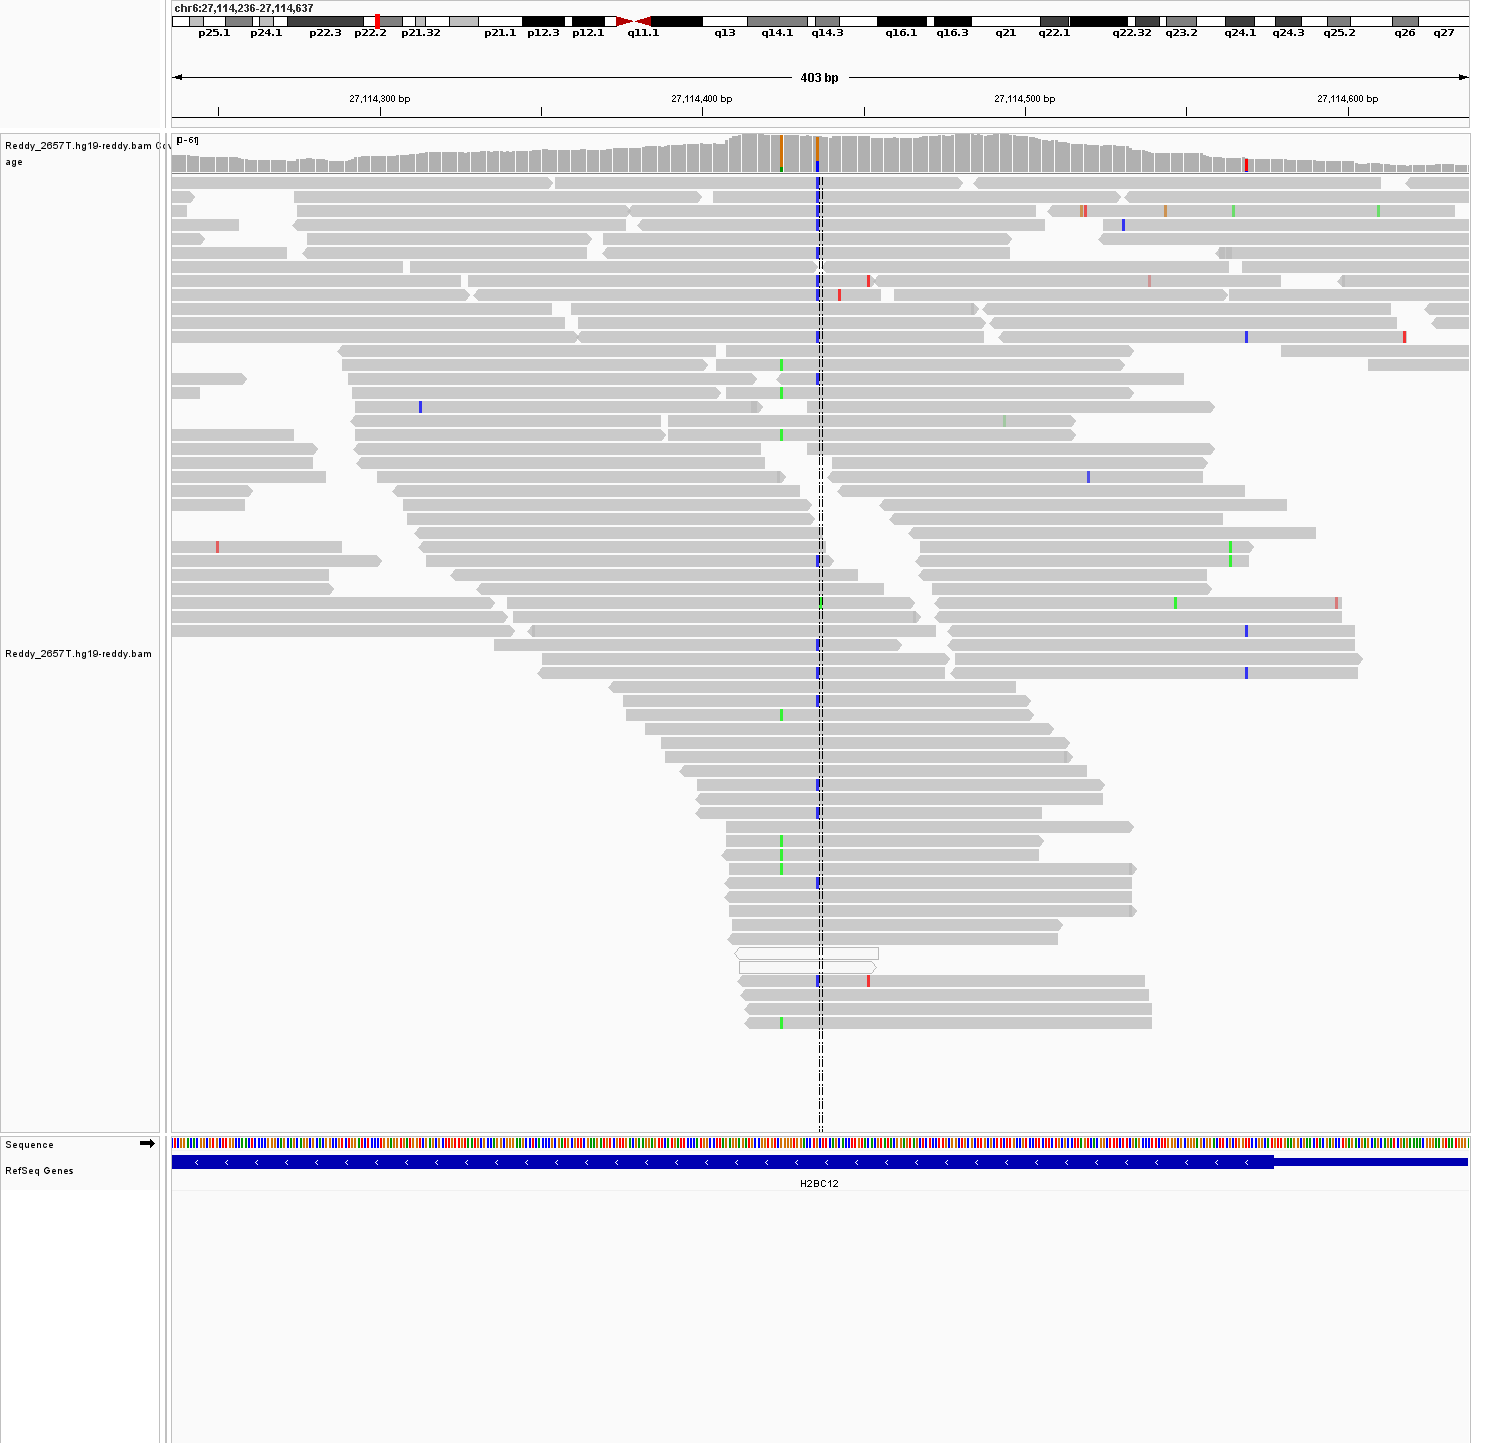 chr6:27,114,236-27,114,637
p25.1 p24.1 p22.3 p22.2 p21.32 p21.1 p12.3 p12.1 q11.1 q13 q14.1 q14.3 q16.1 q16.3 q21 q22.1 q22.32 q23.2 q24.1 q24.3 q25.2 q26 q27
403 bp
27,114,300 bp 27,114,400 bp 27,114,500 bp 27,114,600 bp
[0-61]
Reddy_2657T.hg19-reddy.bam Cov
age
Reddy_2657T.hg19-reddy.bam
Sequence
RefSeq Genes
H2BC12